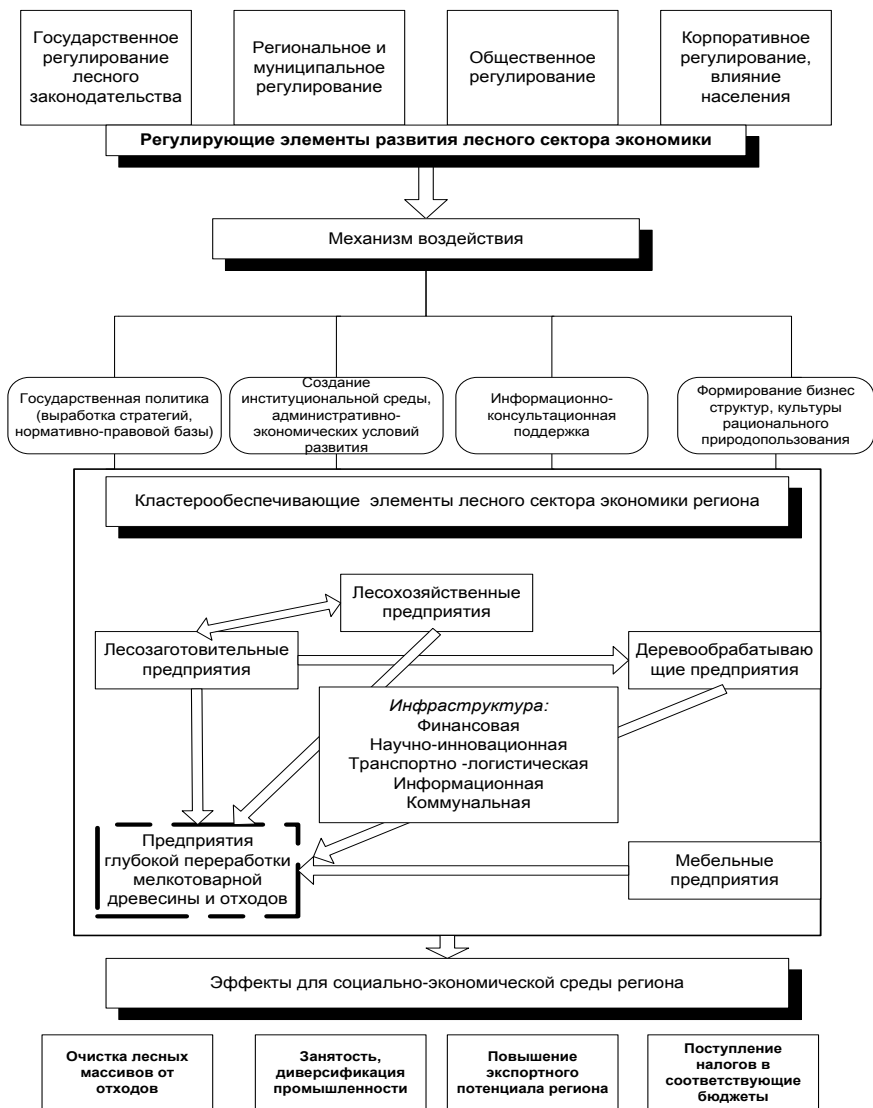 Государственное
регулирование
лесного
законодательства
Региональное и
муниципальное
регулирование
Общественное
регулирование
Корпоративное
регулирование,
влияние
населения
Регулирующие элементы развития лесного сектора экономики
Механизм воздействия
Государственная политика
(выработка стратегий,
нормативно-правовой базы)
Создание
институциональной среды,
административно-
экономических условий
развития
Информационно-
консультационная
поддержка
Формирование бизнес
структур, культуры
рационального
природопользования
Кластерообеспечивающие элементы лесного сектора экономики региона
Лесохозяйственные
предприятия
Лесозаготовительные
предприятия
Деревообрабатываю
щие предприятия
Инфраструктура:
Финансовая
Научно-инновационная
Транспортно -логистическая
Информационная
Коммунальная
Предприятия
глубокой переработки
мелкотоварной
древесины и отходов
Мебельные
предприятия
Эффекты для социально-экономической среды региона
Очистка лесных
массивов от
отходов
Занятость,
диверсификация
промышленности
Повышение
экспортного
потенциала региона
Поступление
налогов в
соответствующие
бюджеты